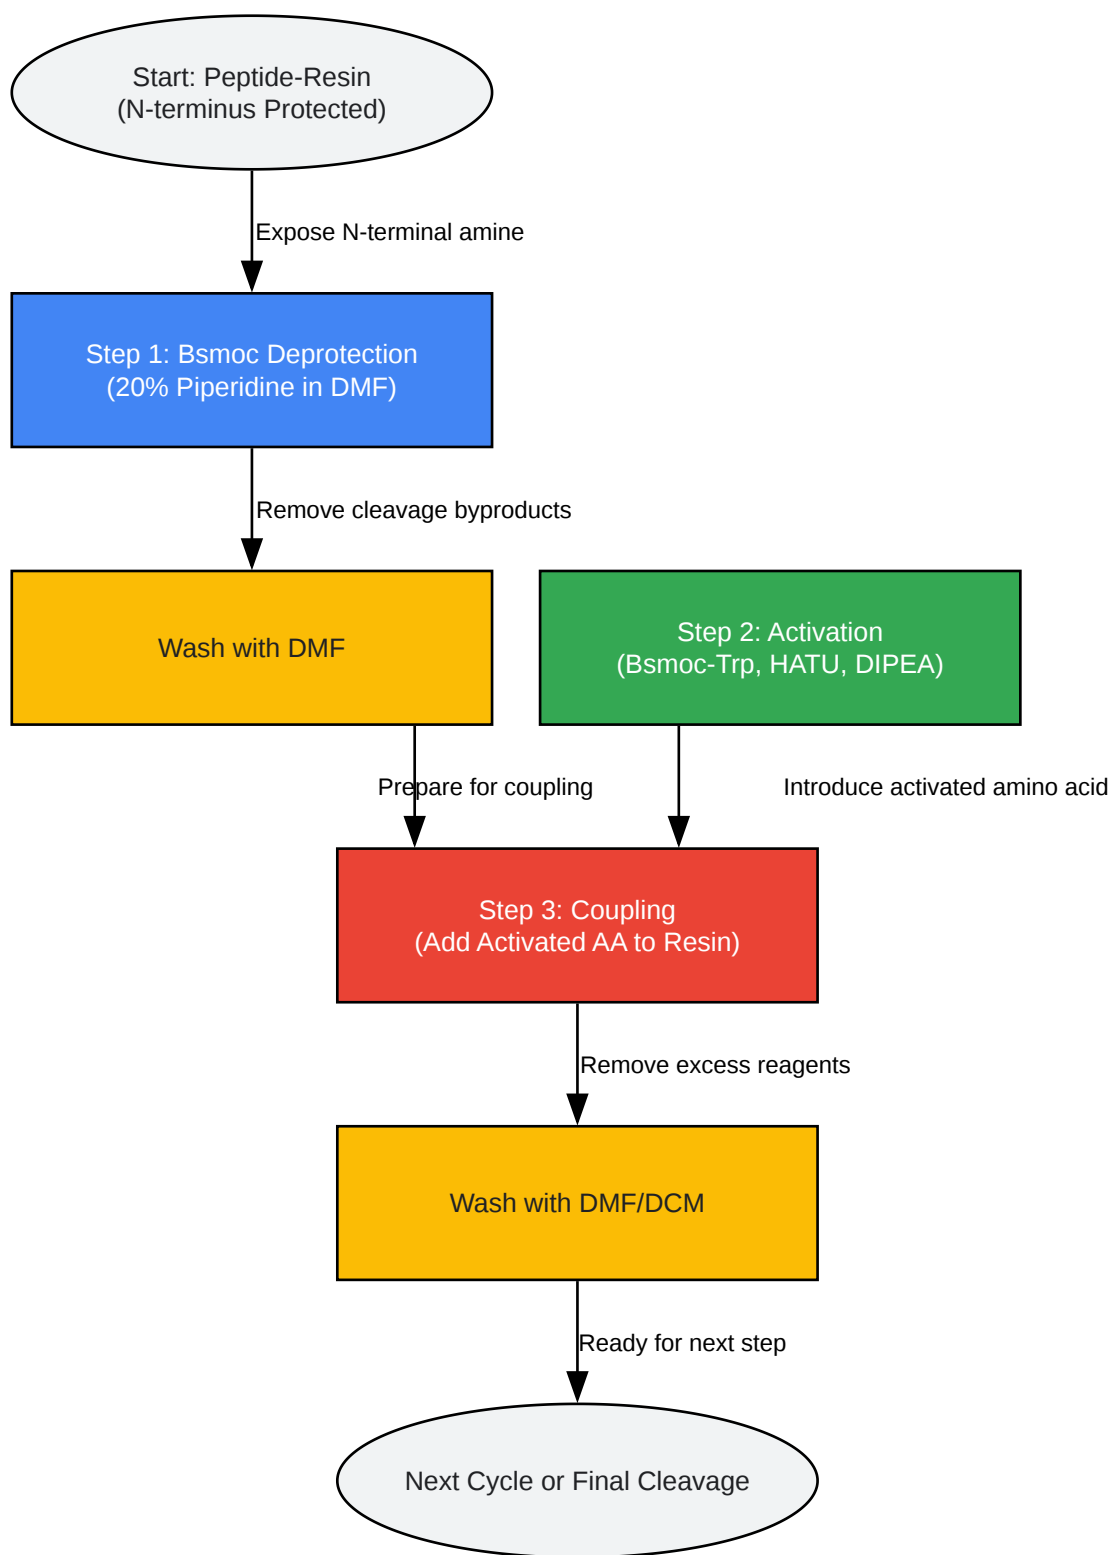 Start: Peptide-Resin
(N-terminus Protected)
Expose N-terminal amine
Step 1: Bsmoc Deprotection
(20% Piperidine in DMF)
Remove cleavage byproducts
Wash with DMF
Step 2: Activation
(Bsmoc-Trp, HATU, DIPEA)
Prepare for coupling
Introduce activated amino acid
Step 3: Coupling
(Add Activated AA to Resin)
Remove excess reagents
Wash with DMF/DCM
Ready for next step
Next Cycle or Final Cleavage